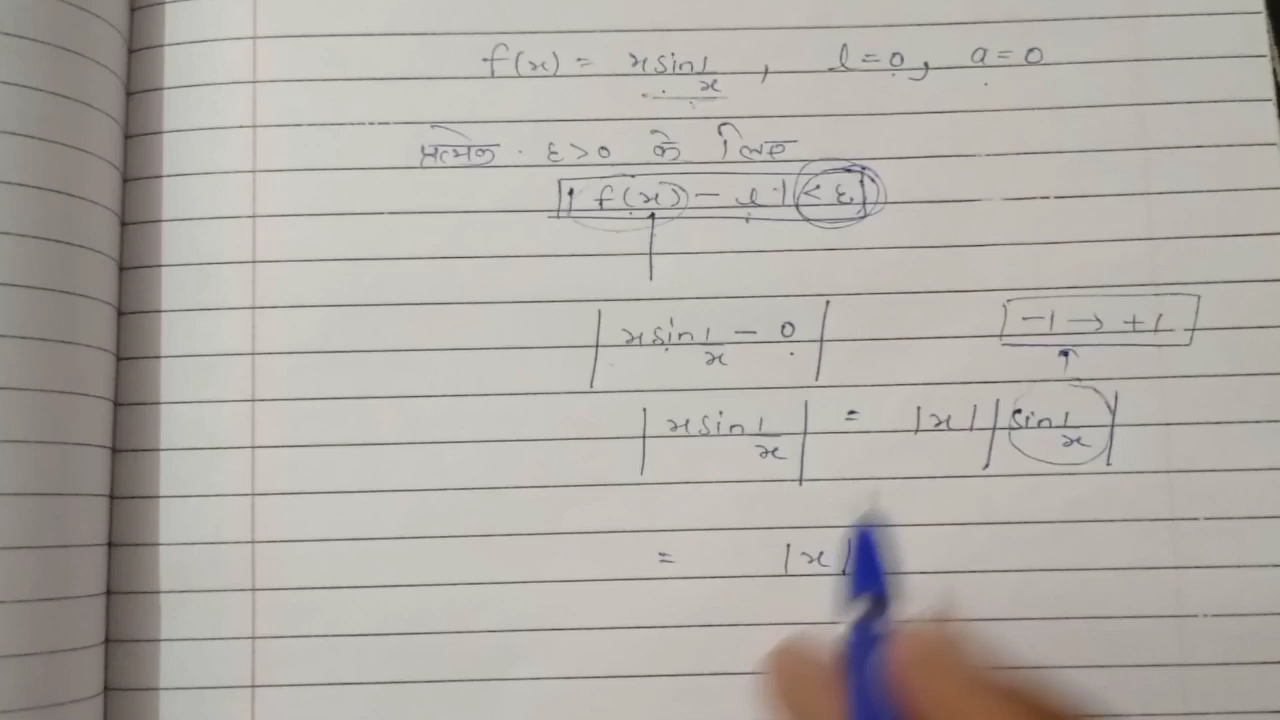 f(x) = x sin 1/x , l = 0, a = 0
प्रत्येक ε > 0 के लिए
| f(x) - l | < ε
| x sin 1/x - 0 |
-1 → +1
| x sin 1/x | = |x| | sin 1/x |
= |x|